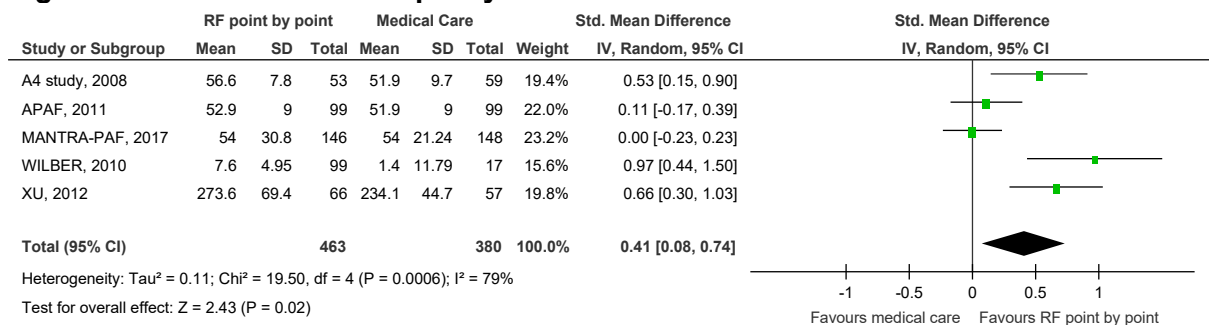 RF point by point Medical Care Std. Mean Difference Std. Mean Difference
Study or Subgroup Mean SD Total Mean SD Total Weight IV, Random, 95% CI IV, Random, 95% CI
A4 study, 2008 56.6 7.8 53 51.9 9.7 59 19.4% 0.53 [0.15, 0.90]
APAF, 2011 52.9 9 99 51.9 9 99 22.0% 0.11 [-0.17, 0.39]
MANTRA-PAF, 2017 54 30.8 146 54 21.24 148 23.2% 0.00 [-0.23, 0.23]
WILBER, 2010 7.6 4.95 99 1.4 11.79 17 15.6% 0.97 [0.44, 1.50]
XU, 2012 273.6 69.4 66 234.1 44.7 57 19.8% 0.66 [0.30, 1.03]
Total (95% CI) 463 380 100.0% 0.41 [0.08, 0.74]
Heterogeneity: Tau² = 0.11; Chi² = 19.50, df = 4 (P = 0.0006); I² = 79%
Test for overall effect: Z = 2.43 (P = 0.02)
-1 -0.5 0 0.5 1
Favours medical care Favours RF point by point